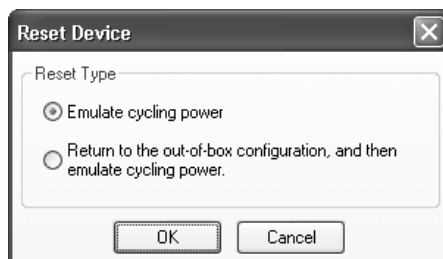 Reset Device
Reset Type
Emulate cycling power
Return to the out-of-box configuration, and then
emulate cycling power.
OK
Cancel